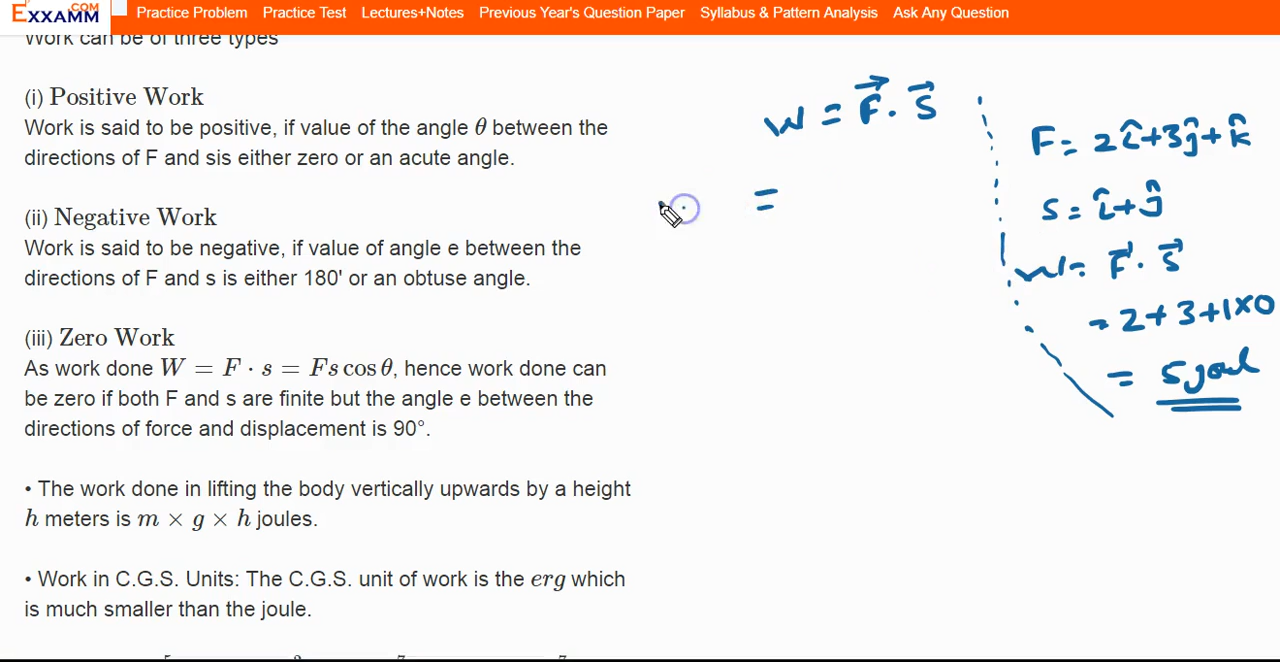 EXXAMM .COM Practice Problem Practice Test Lectures+Notes Previous Year's Question Paper Syllabus & Pattern Analysis Ask Any Question
Work can be of three types
(i) Positive Work
Work is said to be positive, if value of the angle θ between the
directions of F and sis either zero or an acute angle.
(ii) Negative Work
Work is said to be negative, if value of angle e between the
directions of F and s is either 180' or an obtuse angle.
(iii) Zero Work
As work done W = F · s = Fs cos θ, hence work done can
be zero if both F and s are finite but the angle e between the
directions of force and displacement is 90°.
• The work done in lifting the body vertically upwards by a height
h meters is m × g × h joules.
• Work in C.G.S. Units: The C.G.S. unit of work is the erg which
is much smaller than the joule.
W = F⃗ · S⃗
=
F = 2î + 3ĵ + k̂
S = î + ĵ
W = F⃗ · S⃗
= 2 + 3 + 1×0
= 5 joul